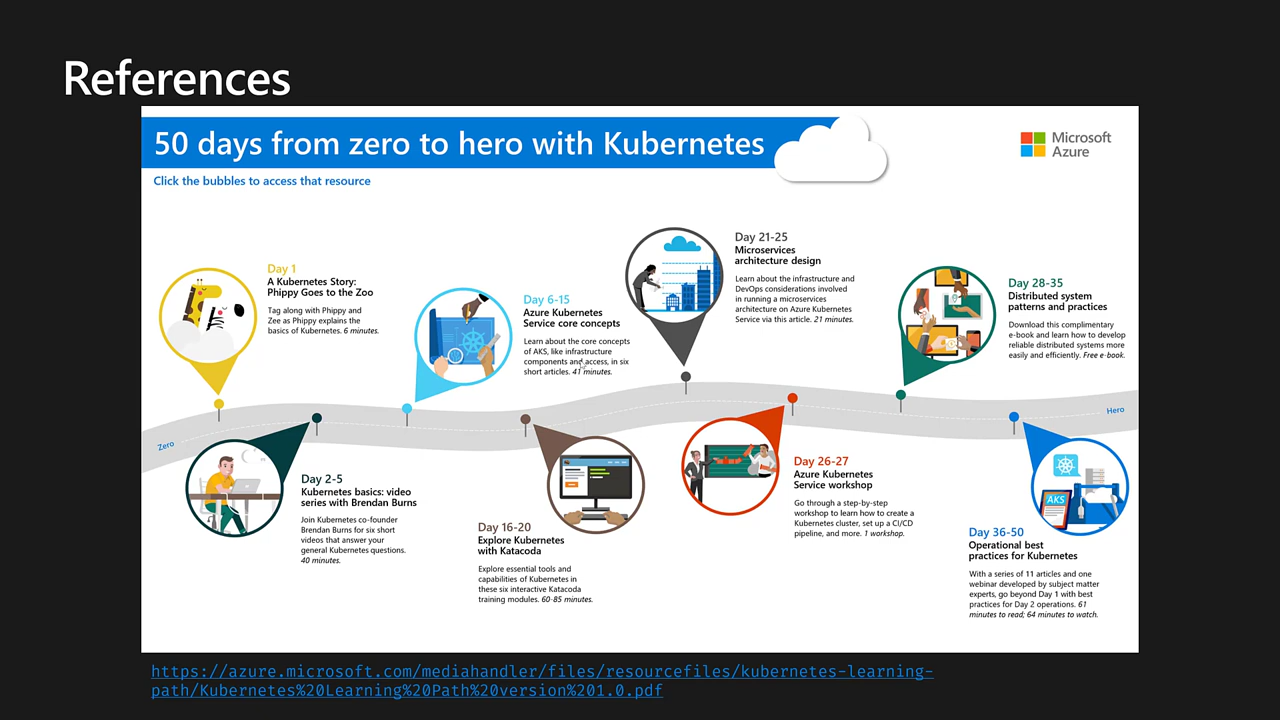 References
50 days from zero to hero with Kubernetes
Microsoft
Azure
Click the bubbles to access that resource
Day 1
A Kubernetes Story:
Phippy Goes to the Zoo
Tag along with Phippy and
Zee as Phippy explains the
basics of Kubernetes. 6 minutes.
Day 2-5
Kubernetes basics: video
series with Brendan Burns
Join Kubernetes co-founder
Brendan Burns for six short
videos that answer your
general Kubernetes questions.
40 minutes.
Day 6-15
Azure Kubernetes
Service core concepts
Learn about the core concepts
of AKS, like infrastructure
components and access, in six
short articles. 41 minutes.
Day 16-20
Explore Kubernetes
with Katacoda
Explore essential tools and
capabilities of Kubernetes in
these six interactive Katacoda
training modules. 60-85 minutes.
Day 21-25
Microservices
architecture design
Learn about the infrastructure and
DevOps considerations involved
in running a microservices
architecture on Azure Kubernetes
Service via this article. 21 minutes.
Day 26-27
Azure Kubernetes
Service workshop
Go through a step-by-step
workshop to learn how to create a
Kubernetes cluster, set up a CI/CD
pipeline, and more. 1 workshop.
Day 28-35
Distributed system
patterns and practices
Download this complimentary
e-book and learn how to develop
reliable distributed systems more
easily and efficiently. Free e-book.
Day 36-50
Operational best
practices for Kubernetes
With a series of 11 articles and one
webinar developed by subject matter
experts, go beyond Day 1 with best
practices for Day 2 operations. 61
minutes to read; 64 minutes to watch.
Zero
Hero
AKS
https://azure.microsoft.com/mediahandler/files/resourcefiles/kubernetes-learning-
path/Kubernetes%20Learning%20Path%20version%201.0.pdf